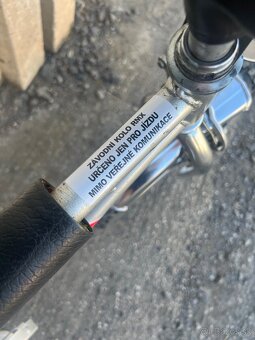 ZÁVODNÍ KOLO RMX
URČENO JEN PRO JÍZDU
MIMO VEŘEJNÉ KOMUNIKACE